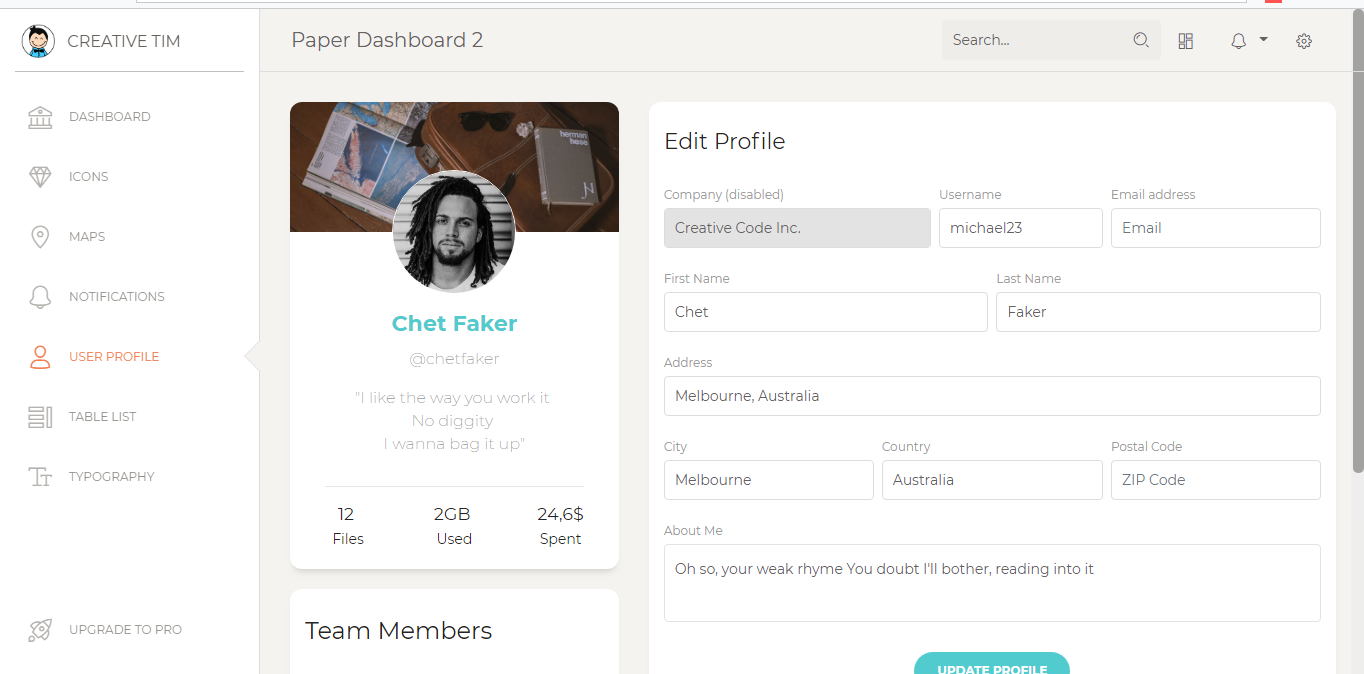 CREATIVE TIM
Paper Dashboard 2
Search...
DASHBOARD
ICONS
MAPS
NOTIFICATIONS
USER PROFILE
TABLE LIST
TYPOGRAPHY
UPGRADE TO PRO
herman
hesse
Chet Faker
@chetfaker
"I like the way you work it
No diggity
I wanna bag it up"
12 2GB 24,6$
Files Used Spent
Team Members
Edit Profile
Company (disabled) Username Email address
Creative Code Inc. michael23 Email
First Name Last Name
Chet Faker
Address
Melbourne, Australia
City Country Postal Code
Melbourne Australia ZIP Code
About Me
Oh so, your weak rhyme You doubt I'll bother, reading into it
UPDATE PROFILE